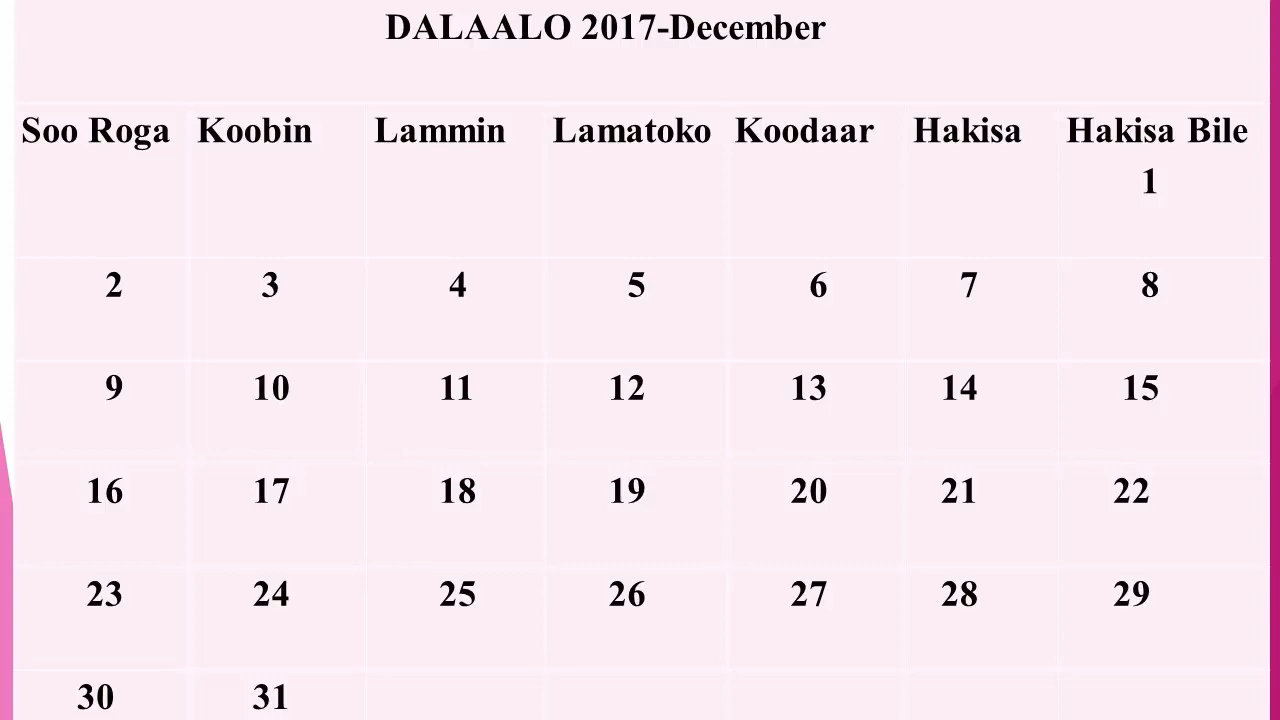 DALAALO 2017-December
Soo Roga Koobin Lammin Lamatoko Koodaar Hakisa Hakisa Bile
1
2 3 4 5 6 7 8
9 10 11 12 13 14 15
16 17 18 19 20 21 22
23 24 25 26 27 28 29
30 31